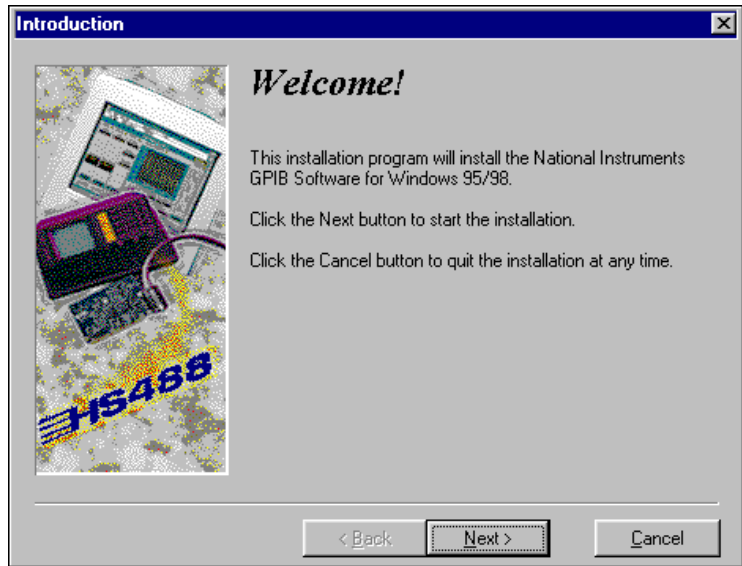 Introduction
Welcome!
This installation program will install the National Instruments
GPIB Software for Windows 95/98.
Click the Next button to start the installation.
Click the Cancel button to quit the installation at any time.
HS488
< Back
Next >
Cancel